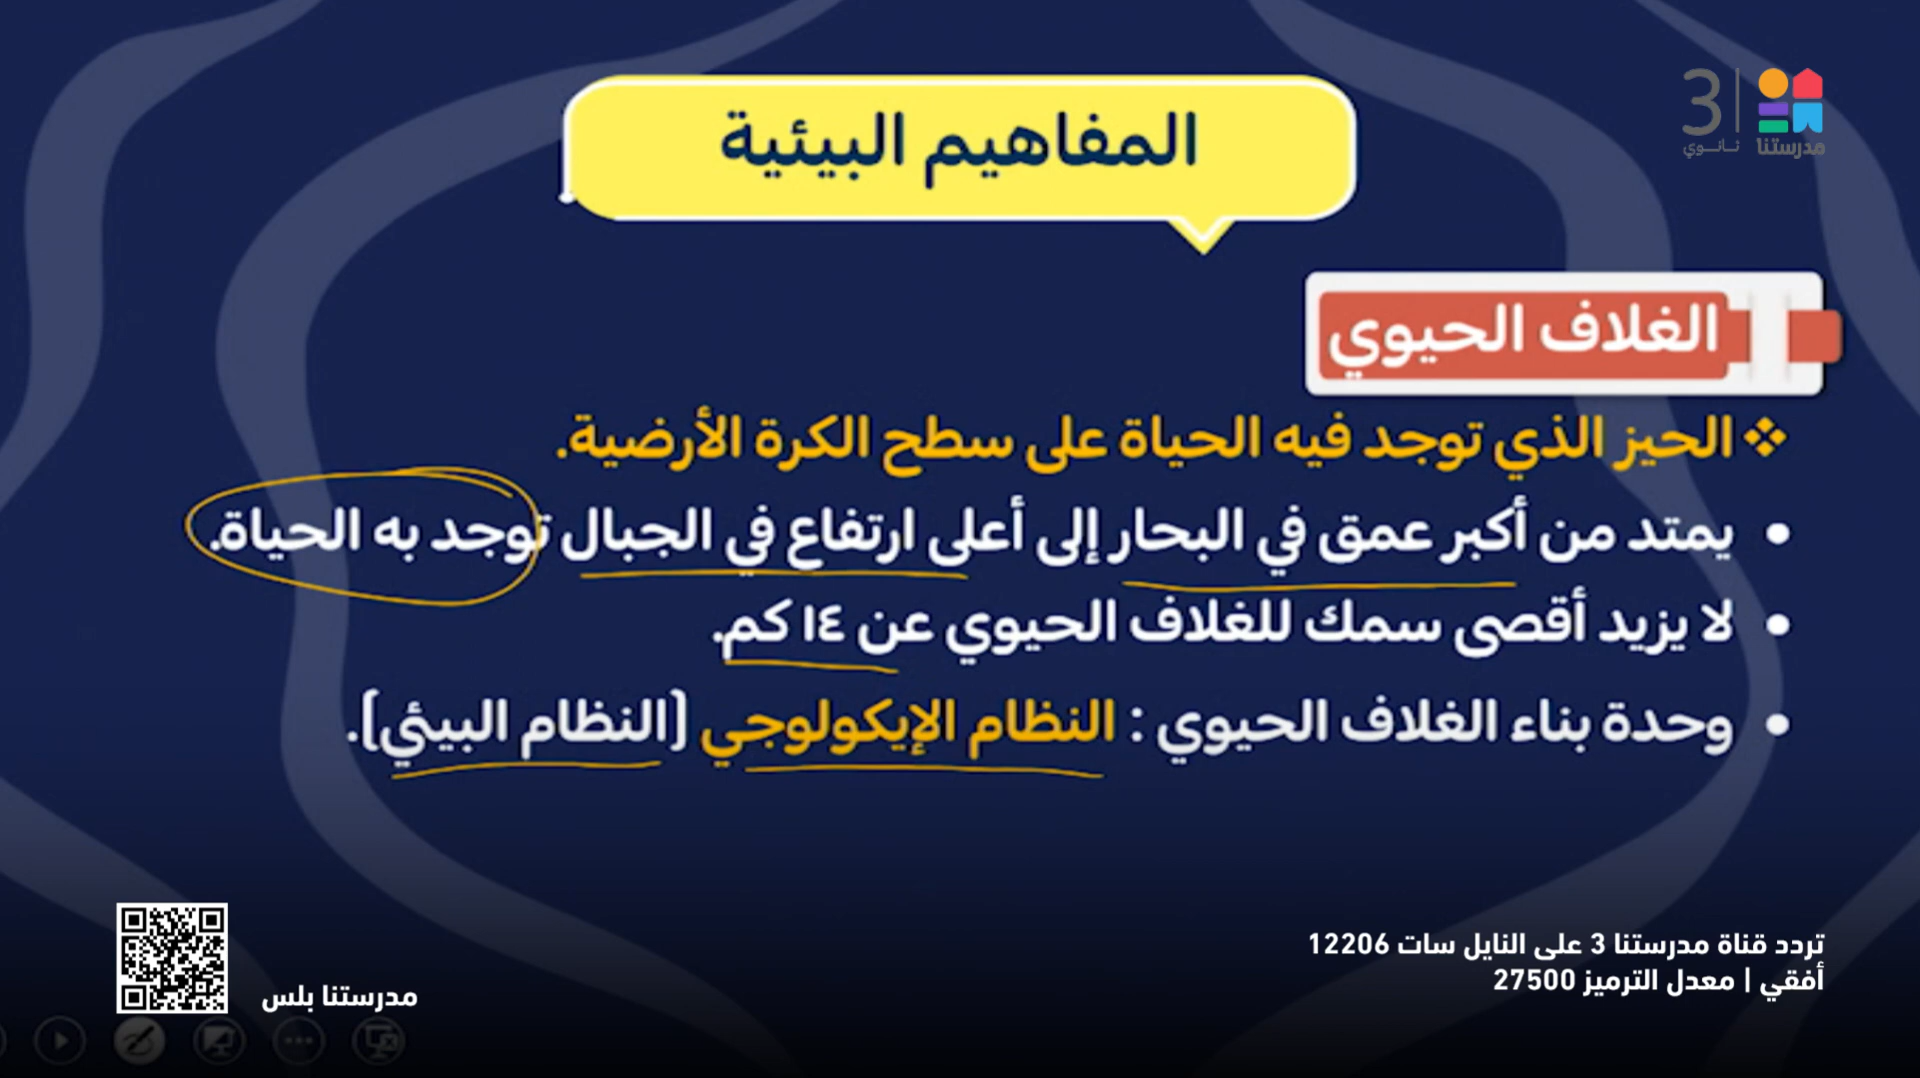 3
ثانوي
مدرستنا
المفاهيم البيئية
الغلاف الحيوي
❖ الحيز الذي توجد فيه الحياة على سطح الكرة الأرضية.
• يمتد من أكبر عمق في البحار إلى أعلى ارتفاع في الجبال توجد به الحياة.
• لا يزيد أقصى سمك للغلاف الحيوي عن ١٤ كم.
• وحدة بناء الغلاف الحيوي : النظام الإيكولوجي (النظام البيئي).
تردد قناة مدرستنا 3 على النايل سات 12206
أفقي | معدل الترميز 27500
مدرستنا بلس